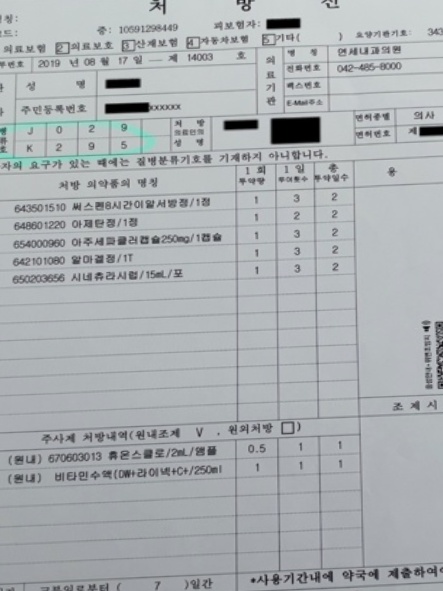 처 방 전
증: 10591298449 피보험자:
의료보험 2 의료보호 3 산재보험 4 자동차보험 5 기타( ) 요양기관기호: 343
2019 년 08 월 17 일 — 제 14003 호
성 명
주민등록번호 xxxxxx
의료기관
명 칭 연세내과의원
전화번호 042-485-8000
팩스번호
E-Mail주소
J 0 2 9
K 2 9 5
처 방 의료인의 성 명
면허종별 의사
면허번호 제
자의 요구가 있는 때에는 질병분류기호를 기재하지 아니합니다.
처방 의약품의 명칭 1 회 투약량 1 일 투여횟수 총 투약일수 용
643501510 써스펜8시간이알서방정/1정 1 3 2
648601220 아제탄정/1정 1 2 2
654000960 아주세파클러캡슐250mg/1캡슐 1 3 2
642101080 알마겔정/1T 1 3 2
650203656 시네츄라시럽/15mL/포 1 3 2
조 제 시
주사제 처방내역(원내조제 V , 원외처방 □)
(원내) 670603013 휴온스클로/2mL/앰플 0.5 1 1
(원내) 비타민수액(DW+라이넥+C+/250ml 1 1 1
교부일로부터 ( 7 )일간 *사용기간내에 약국에 제출하여야